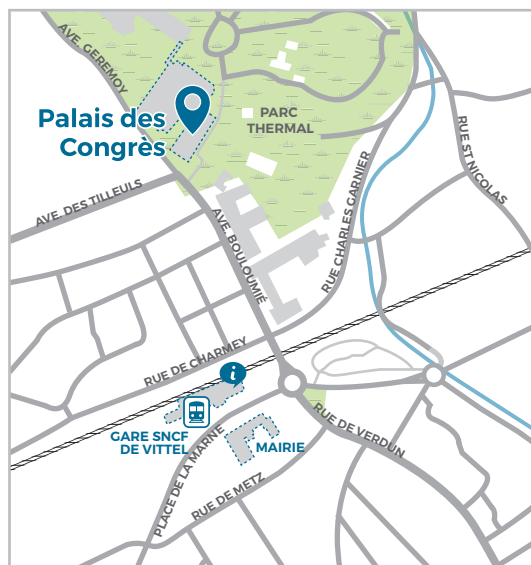 AVE. GEREMOY
Palais des
Congrès
PARC
THERMAL
RUE ST NICOLAS
AVE. DES TILLEULS
AVE. BOULOUMIÉ
RUE CHARLES GARNIER
RUE DE CHARMEY
i
GARE SNCF
DE VITTEL
PLACE DE LA MARNE
MAIRIE
RUE DE VERDUN
RUE DE METZ